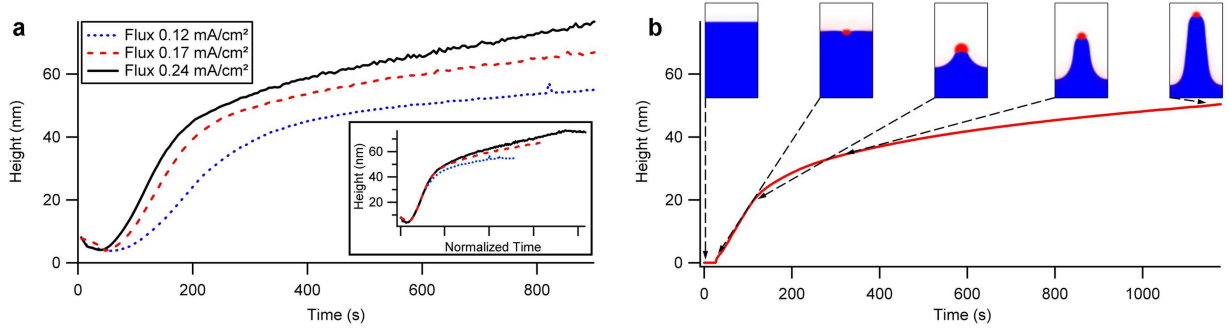 a
Flux 0.12 mA/cm²
Flux 0.17 mA/cm²
Flux 0.24 mA/cm²
Height (nm)
60
40
20
0
0 200 400 600 800
Time (s)
Height (nm)
60
40
20
Normalized Time
b
Height (nm)
60
40
20
0
0 200 400 600 800 1000
Time (s)